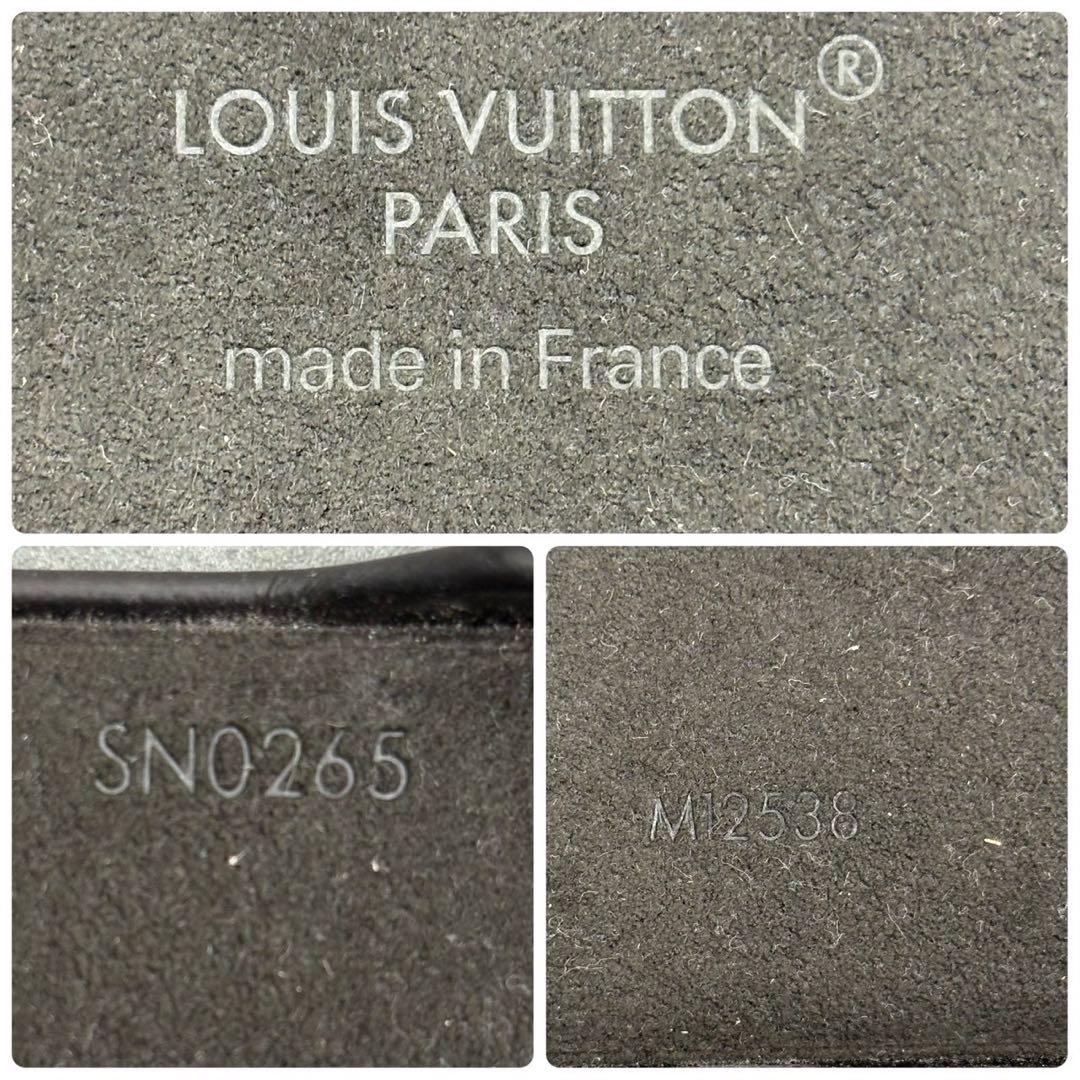 LOUIS VUITTON®
PARIS
made in France
SN0265
M12538